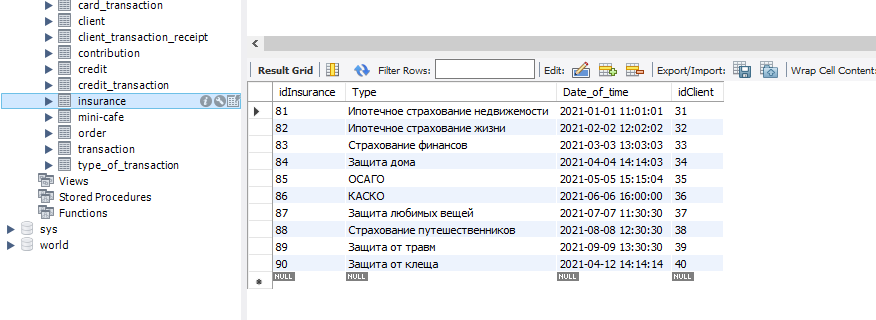 card_transaction
client
client_transaction_receipt
contribution
credit
credit_transaction
insurance
mini-cafe
order
transaction
type_of_transaction
Views
Stored Procedures
Functions
sys
world
Result Grid Filter Rows: Edit: Export/Import: Wrap Cell Content:
idInsurance Type Date_of_time idClient
81 Ипотечное страхование недвижемости 2021-01-01 11:01:01 31
82 Ипотечное страхование жизни 2021-02-02 12:02:02 32
83 Страхование финансов 2021-03-03 13:03:03 33
84 Защита дома 2021-04-04 14:14:03 34
85 ОСАГО 2021-05-05 15:15:04 35
86 КАСКО 2021-06-06 16:00:00 36
87 Защита любимых вещей 2021-07-07 11:30:30 37
88 Страхование путешественников 2021-08-08 12:30:30 38
89 Защита от травм 2021-09-09 13:30:30 39
90 Защита от клеща 2021-04-12 14:14:14 40
NULL NULL NULL NULL